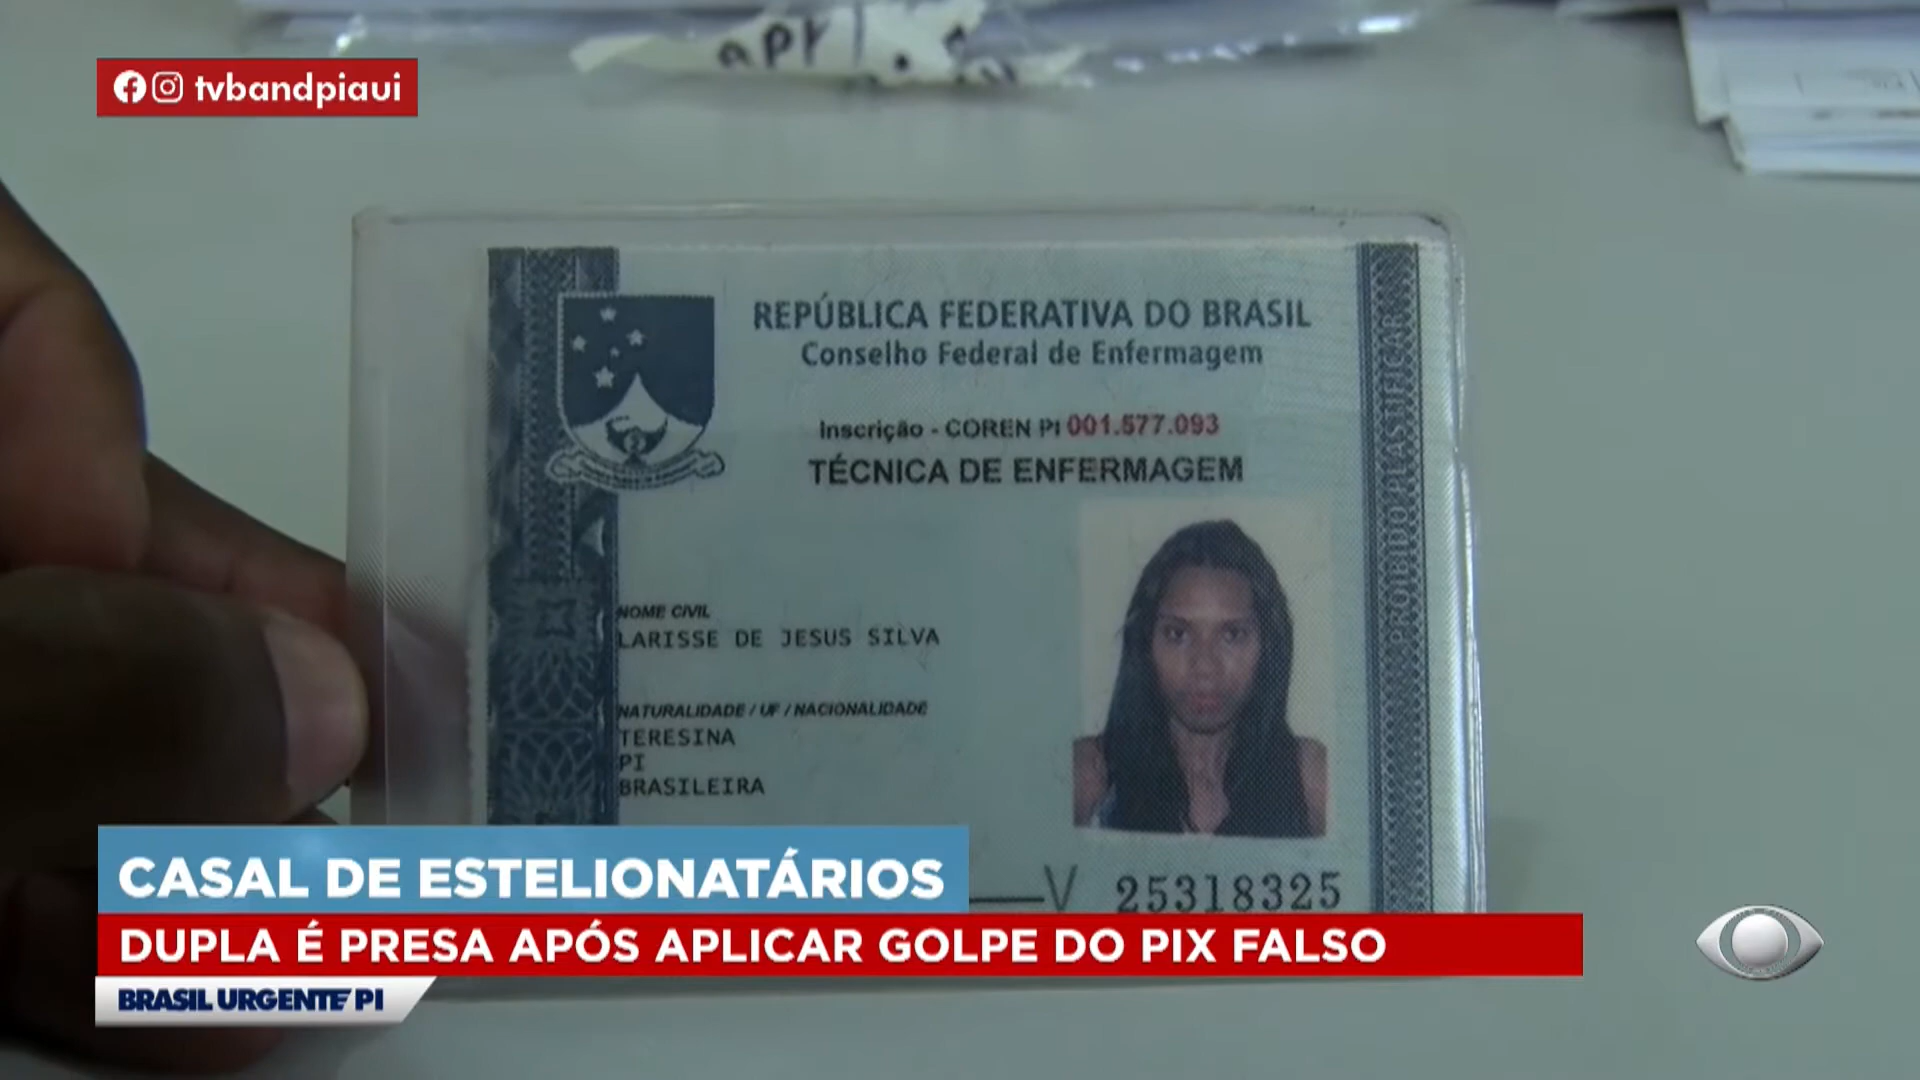 apr
tvbandpiaui
REPÚBLICA FEDERATIVA DO BRASIL
Conselho Federal de Enfermagem
Inscrição - COREN PI 001.577.093
TÉCNICA DE ENFERMAGEM
NOME CIVIL
LARISSE DE JESUS SILVA
NATURALIDADE / UF / NACIONALIDADE
TERESINA
PI
BRASILEIRA
PROIBIDO PLASTIFICAR
V 25318325
CASAL DE ESTELIONATÁRIOS
DUPLA É PRESA APÓS APLICAR GOLPE DO PIX FALSO
BRASIL URGENTE PI